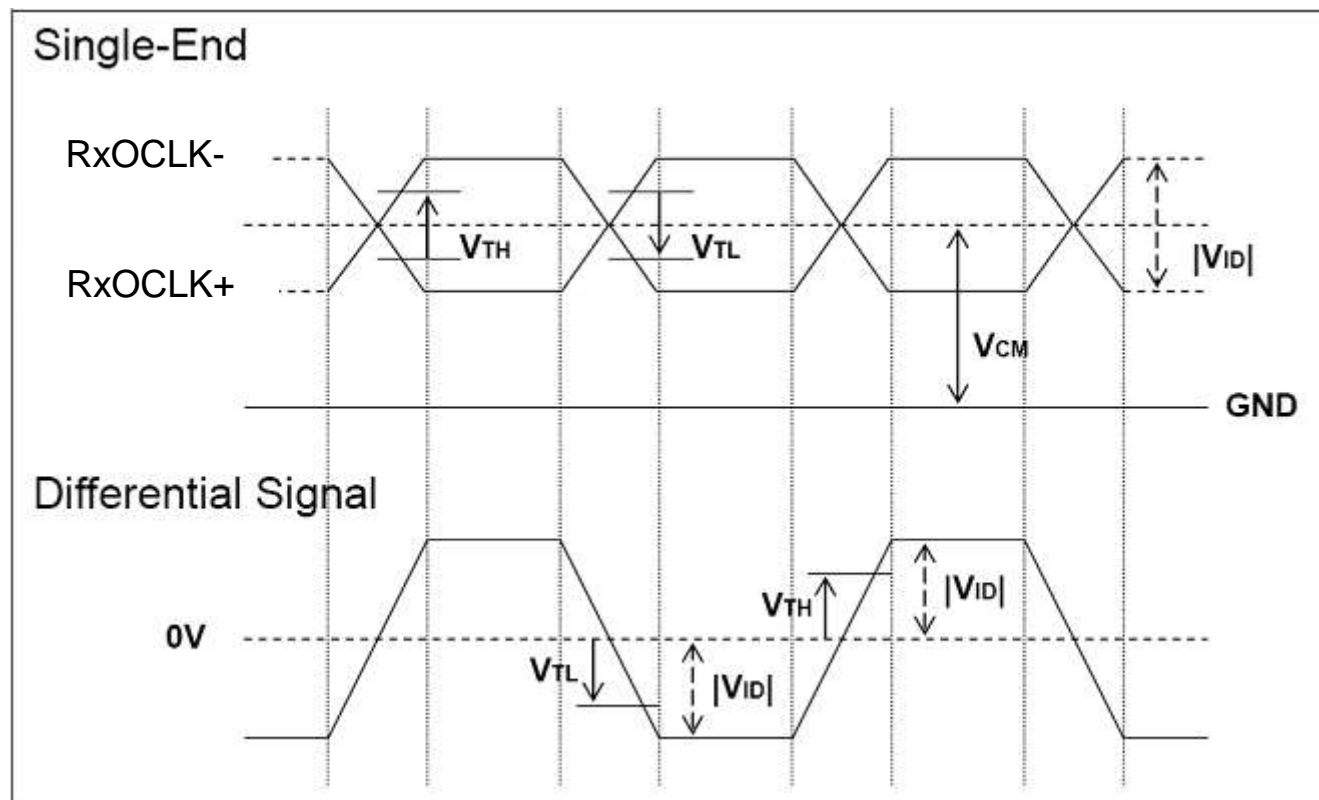 Single-End
RxOCLK-
VTH
VTL
|VID|
RxOCLK+
VCM
GND
Differential Signal
VTH
|VID|
0V
VTL
|VID|